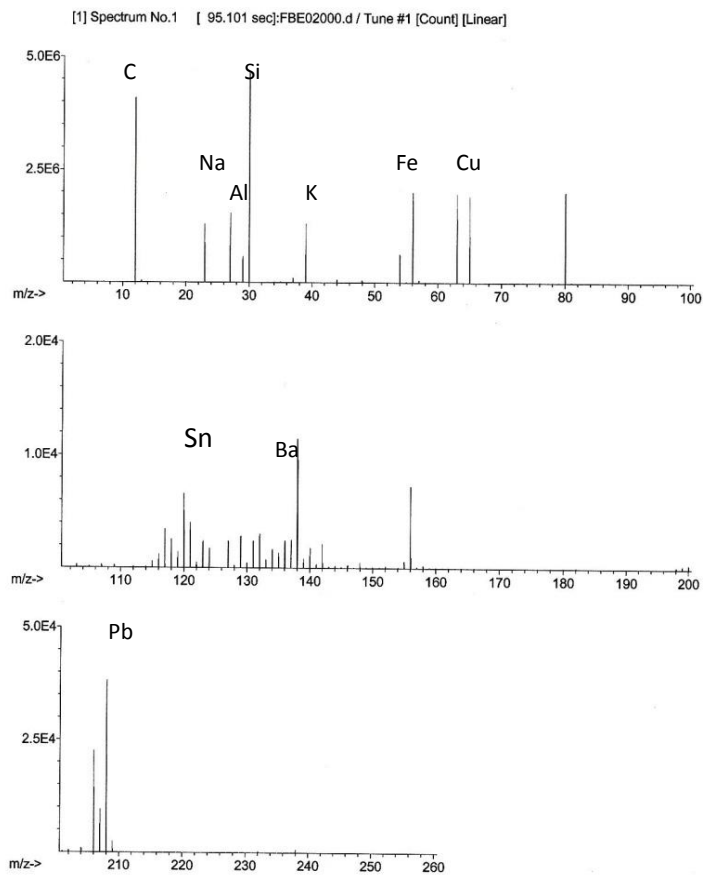 [1] Spectrum No.1 [ 95.101 sec]:FBE02000.d / Tune #1 [Count] [Linear]
5.0E6
C
Si
2.5E6
Na
Al
K
Fe
Cu
m/z->
10 20 30 40 50 60 70 80 90 100
2.0E4
Sn
Ba
1.0E4
m/z->
110 120 130 140 150 160 170 180 190 200
5.0E4
Pb
2.5E4
m/z->
210 220 230 240 250 260